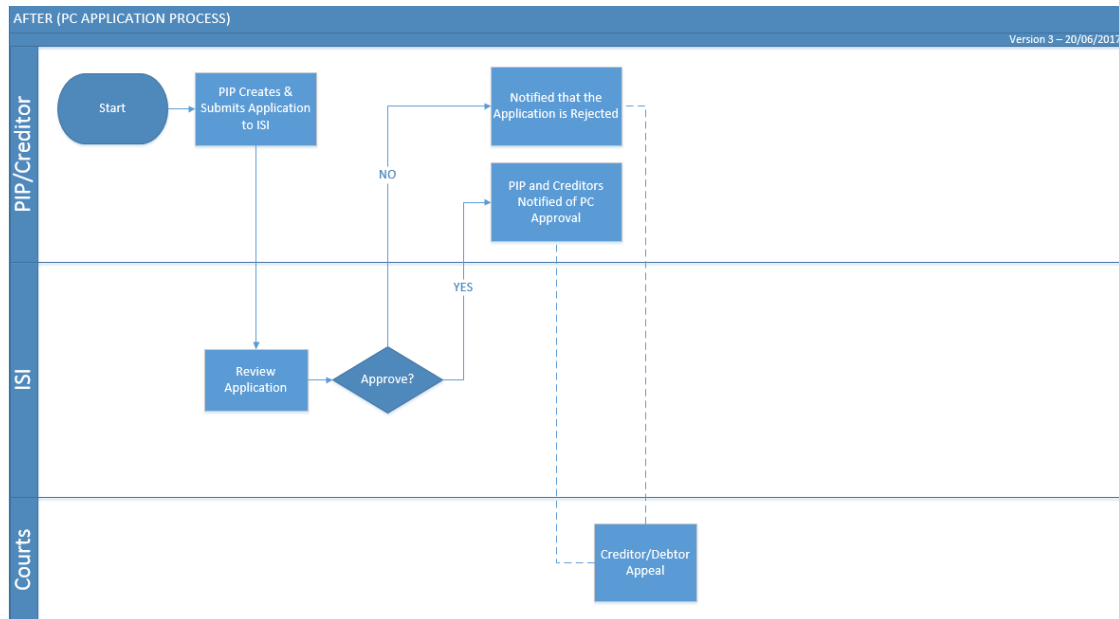 AFTER (PC APPLICATION PROCESS)
Version 3 – 20/06/2017
PIP/Creditor
Start
PIP Creates &
Submits Application
to ISI
Notified that the
Application is Rejected
NO
PIP and Creditors
Notified of PC
Approval
YES
ISI
Review
Application
Approve?
Courts
Creditor/Debtor
Appeal